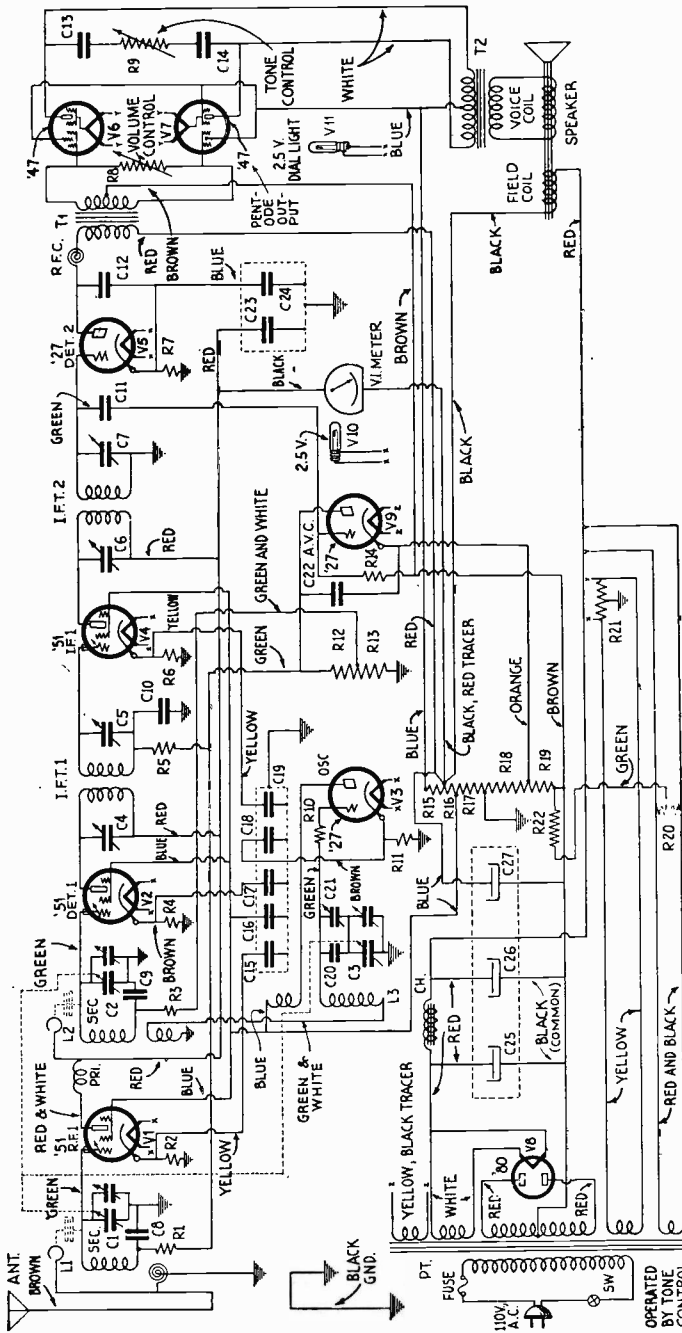 ANT.
BROWN
L1
GREEN
SEC
C1
C8
R1
'51
R.F.1
V1
x
x
R2
RED & WHITE
PRI.
RED
BLUE
YELLOW
L2
SEC
C2
C9
R3
GREEN
'51
DET.1
V2
x
x
R4
BROWN
I.F.T.1
C4
RED
BLUE
C5
C10
R5
'51
I.F.1
V4
x
x
R6
YELLOW
YELLOW
I.F.T.2
C6
RED
C7
GREEN
C11
'27
DET.2
V5
x
x
R7
R.F.C.
C12
T1
RED
BROWN
BLUE
C23
C24
'47
V6
VOLUME
CONTROL
R8
V7
'47
PENT-
ODE
OUT-
PUT
C13
R9
C14
TONE
CONTROL
WHITE
2.5 V.
DIAL LIGHT
V11
BLUE
T2
VOICE
COIL
SPEAKER
FIELD
COIL
BLACK
RED
BLACK
GND.
BLUE
GREEN &
WHITE
L3
C3
C20
C21
GREEN
BROWN
C15
C16
C17
C18
C19
R10
OSC
'27
V3
x
x
R11
GREEN AND WHITE
GREEN
R12
R13
C22
A.V.C.
'27
V9
x
x
R14
2.5 V.
V10
V.I. METER
BLACK
RED
BROWN
BLACK
RED
BLUE
R15
R16
R17
R18
R19
R22
BLACK, RED TRACER
ORANGE
BROWN
GREEN
R20
R21
BLUE
CH.
RED
C25
C26
C27
BLACK
(COMMON)
YELLOW, BLACK TRACER
x
x
WHITE
RED
'80
V8
RED
YELLOW
RED AND BLACK
P.T.
FUSE
110V.,
A.C.
SW
OPERATED
BY TONE
CONTROL